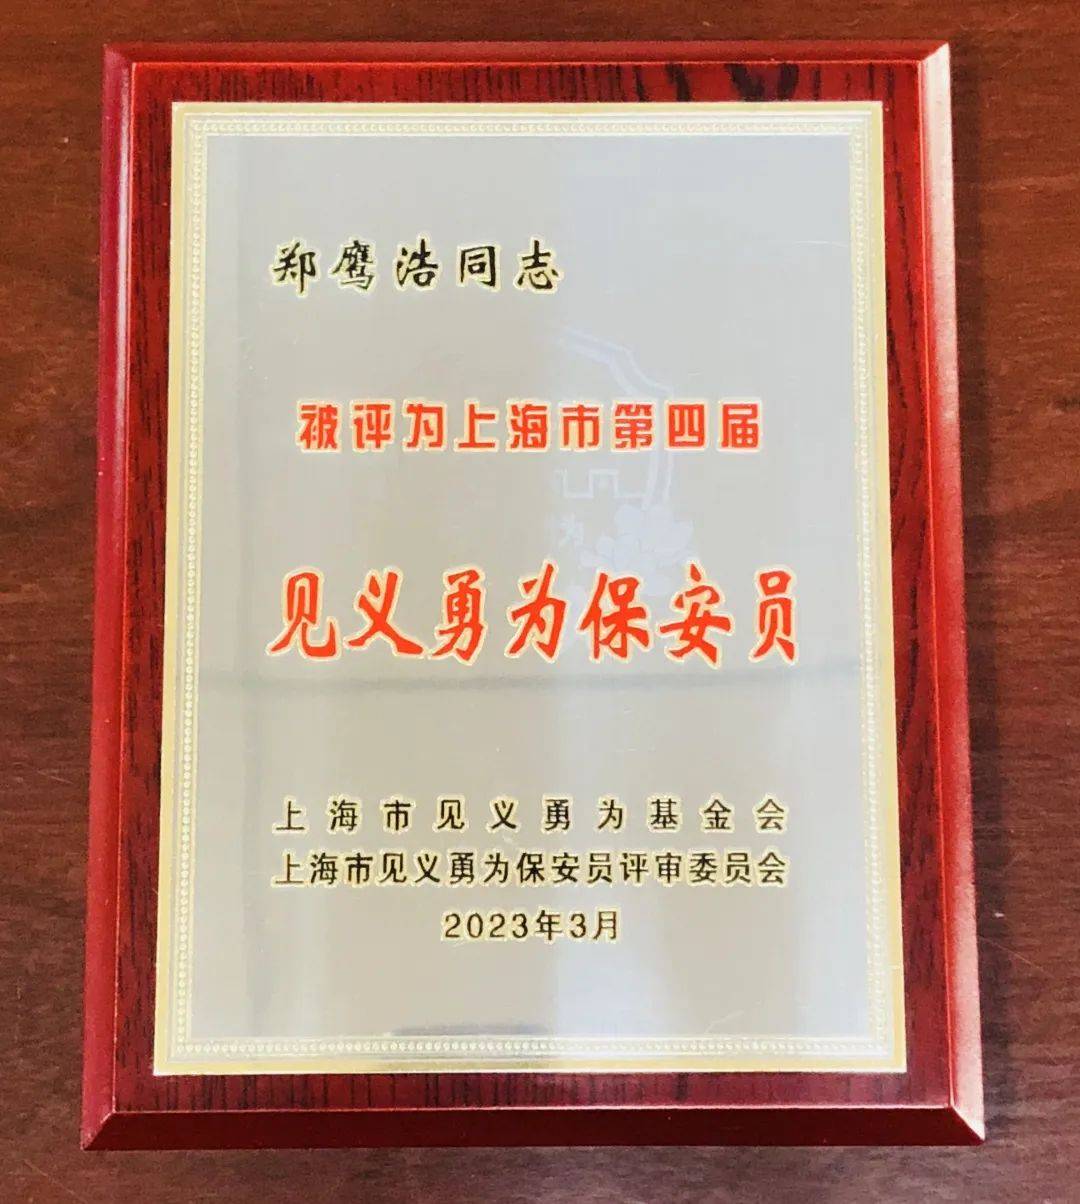 郑鹰浩同志
被评为上海市第四届
见义勇为保安员
上海市见义勇为基金会
上海市见义勇为保安员评审委员会
2023年3月